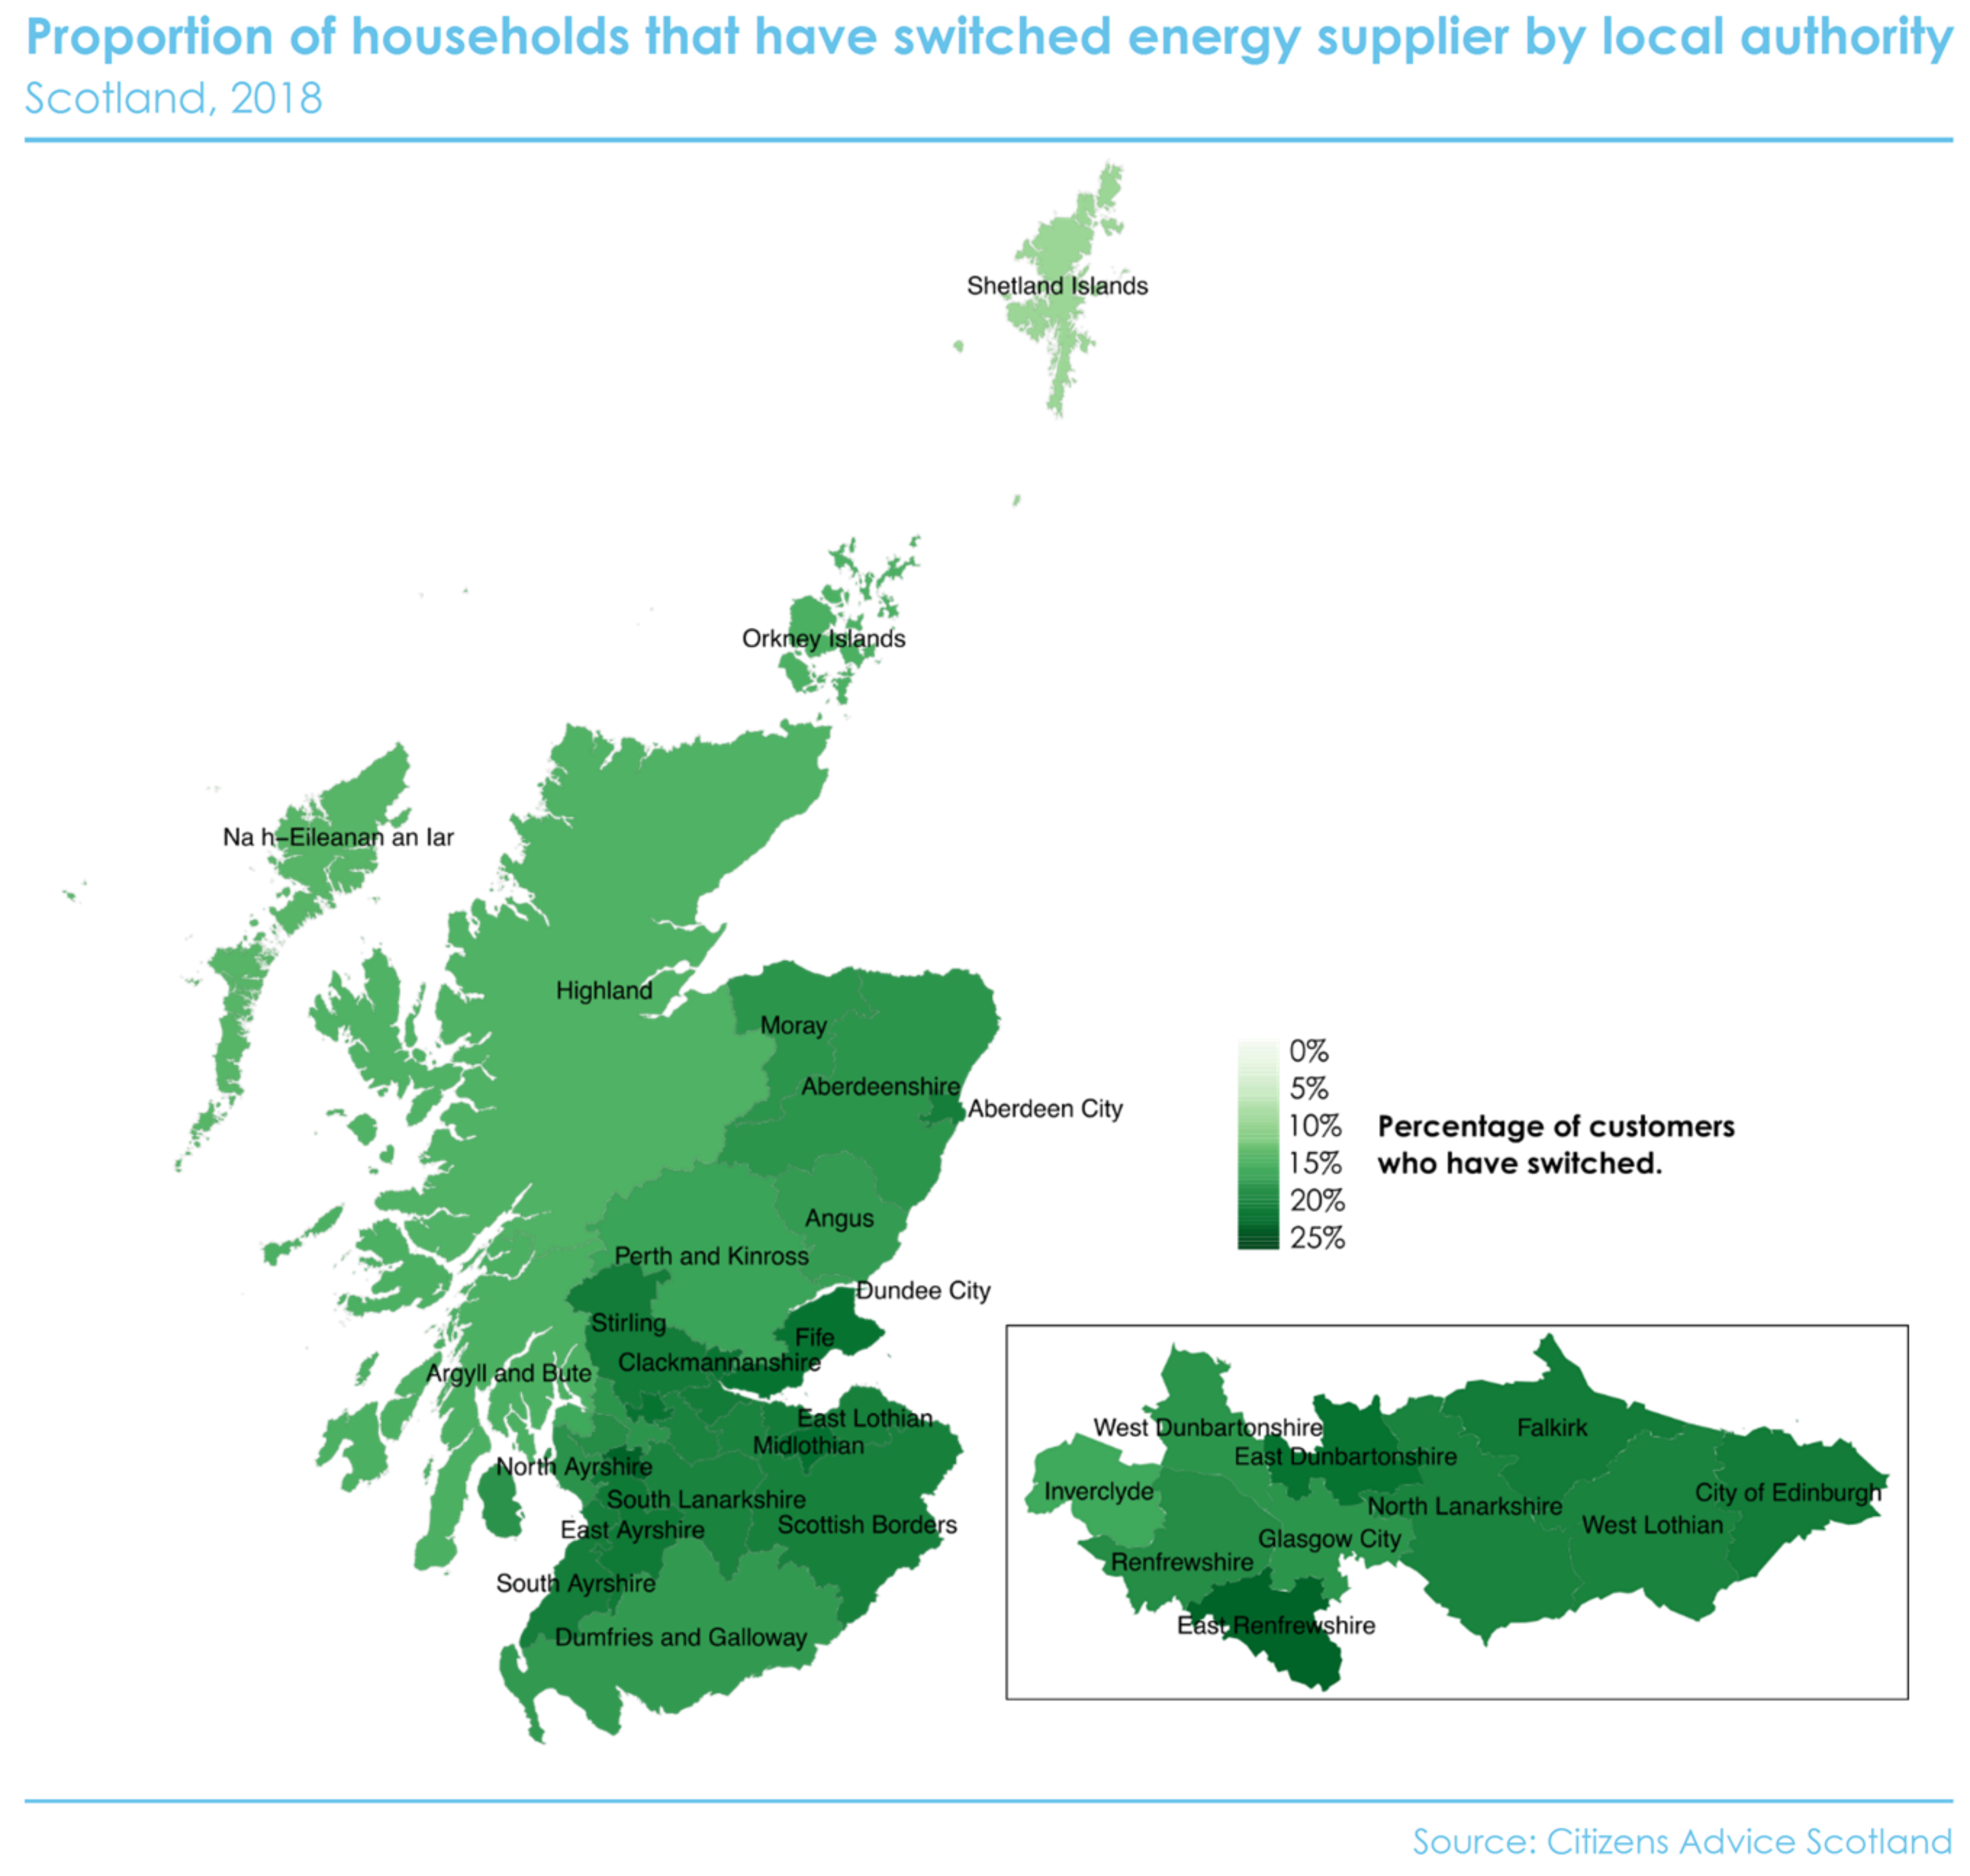 Proportion of households that have switched energy supplier by local authority
Scotland, 2018
Shetland Islands
Orkney Islands
Na h-Eileanan an Iar
Highland
Moray
Aberdeenshire
Aberdeen City
Angus
Perth and Kinross
Dundee City
Stirling
Fife
Clackmannanshire
Argyll and Bute
East Lothian
Midlothian
North Ayrshire
South Lanarkshire
East Ayrshire
Scottish Borders
South Ayrshire
Dumfries and Galloway
0%
5%
10%
15%
20%
25%
Percentage of customers
who have switched.
West Dunbartonshire
Falkirk
East Dunbartonshire
Inverclyde
City of Edinburgh
North Lanarkshire
West Lothian
Glasgow City
Renfrewshire
East Renfrewshire
Source: Citizens Advice Scotland